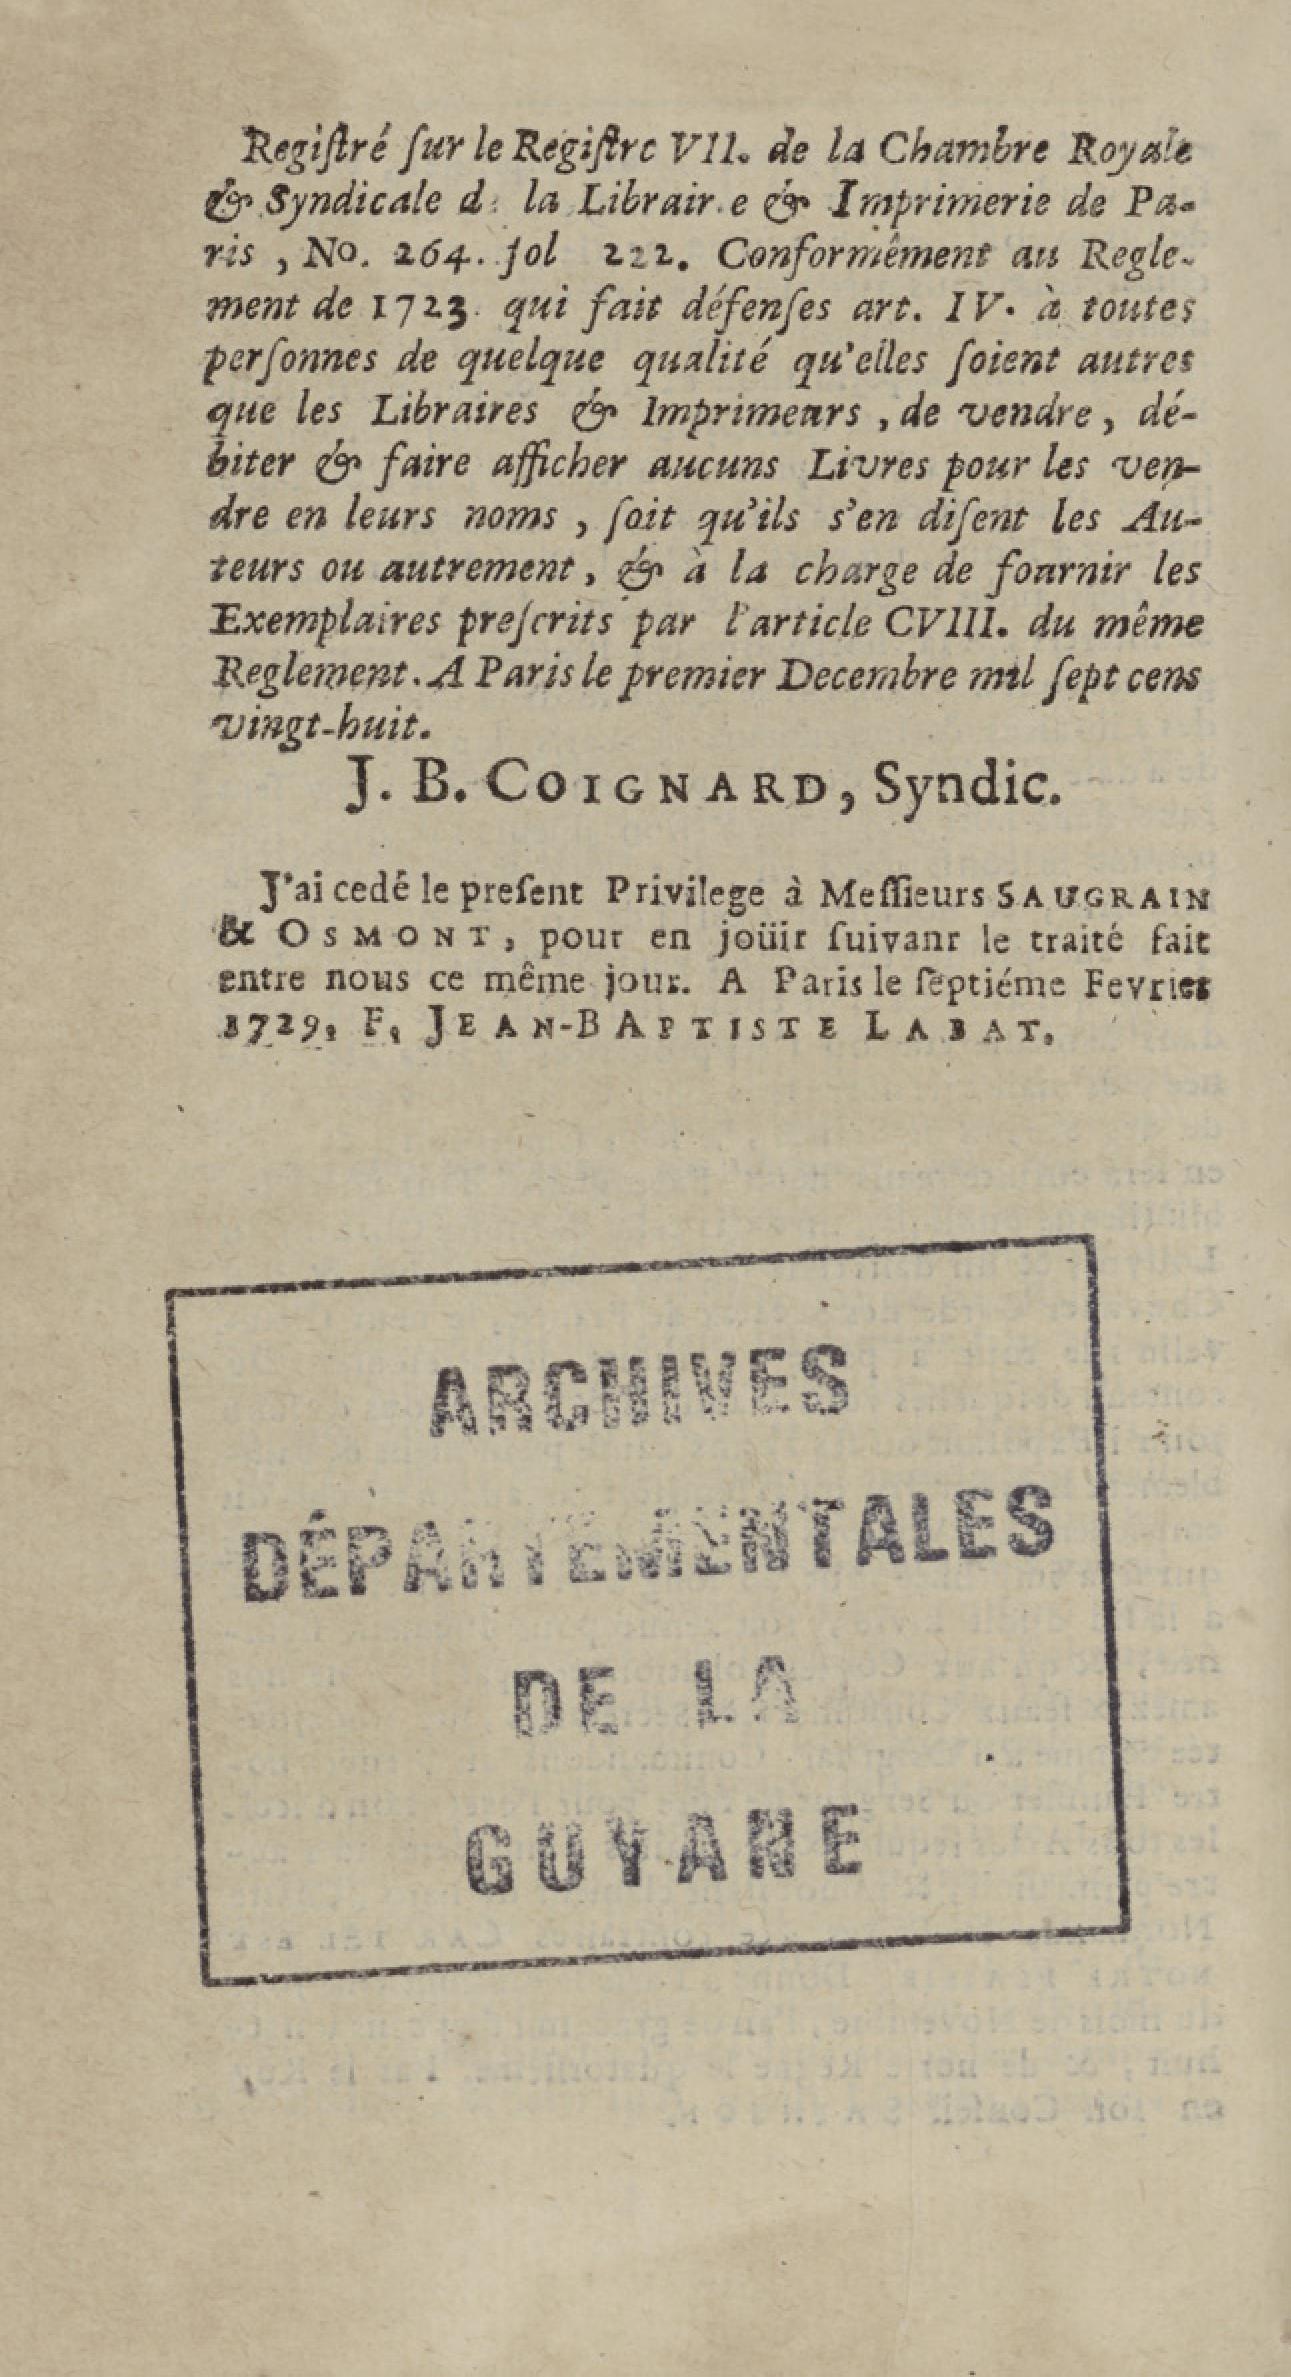 Regiſtré ſur le Regiſtre VII. de la Chambre Royale
& Syndicale d la Librair e & Imprimerie de Pa-
ris , No. 264. fol 222. Conformément au Regle-
ment de 1723 qui fait défenſes art. IV. à toutes
perſonnes de quelque qualité qu'elles ſoient autres
que les Libraires & Imprimeurs , de vendre , dé-
biter & faire afficher aucuns Livres pour les ven-
dre en leurs noms , ſoit qu'ils s'en diſent les Au-
teurs ou autrement , & à la charge de fournir les
Exemplaires preſcrits par l'article CVIII. du même
Reglement. A Paris le premier Decembre mil ſept cens
vingt-huit.
J. B. COIGNARD, Syndic.
J'ai cedé le preſent Privilege à Meſſieurs SAUGRAIN
& OSMONT, pour en joüir ſuivant le traité fait
entre nous ce même jour. A Paris le ſeptiéme Fevrier
1729, F, JEAN-BAPTISTE LABAT.
ARCHIVES
DÉPARTEMENTALES
DE LA
GUYANE